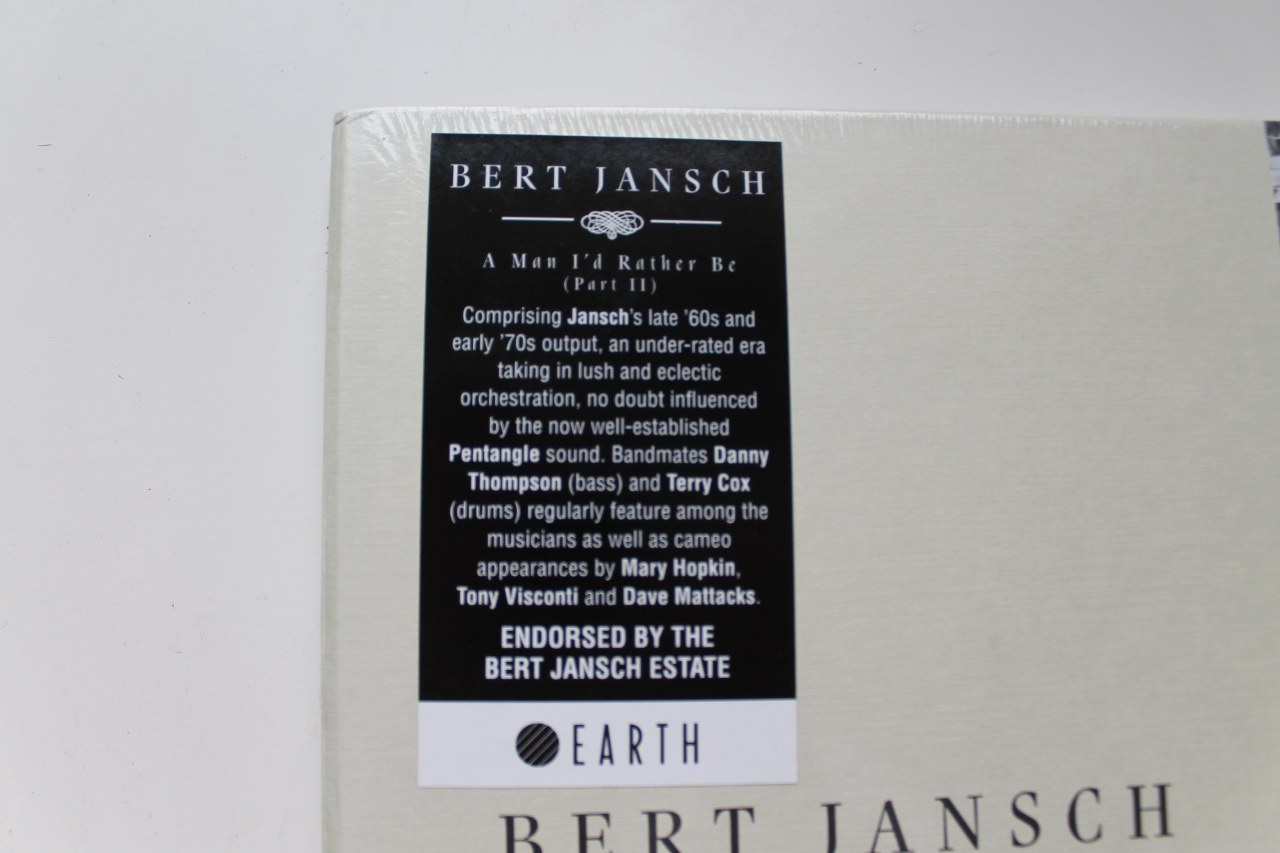 BERT JANSCH
A Man I'd Rather Be
(Part II)
Comprising Jansch's late '60s and
early '70s output, an under-rated era
taking in lush and eclectic
orchestration, no doubt influenced
by the now well-established
Pentangle sound. Bandmates Danny
Thompson (bass) and Terry Cox
(drums) regularly feature among the
musicians as well as cameo
appearances by Mary Hopkin,
Tony Visconti and Dave Mattacks.
ENDORSED BY THE
BERT JANSCH ESTATE
EARTH
BERT JANSCH